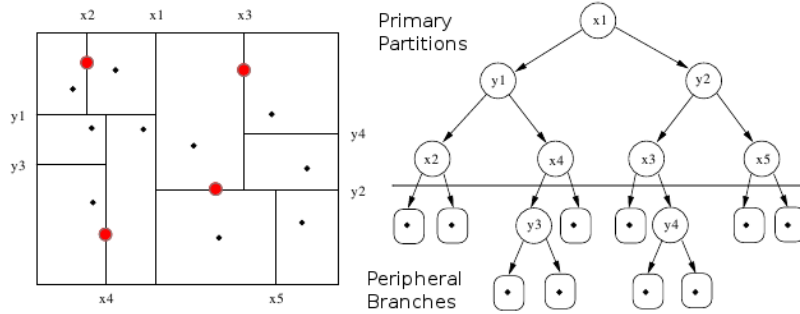 x2 x1 x3
y1
y3
y4
y2
x4 x5
Primary
Partitions
x1
y1 y2
x2 x4 x3 x5
y3 y4
Peripheral
Branches